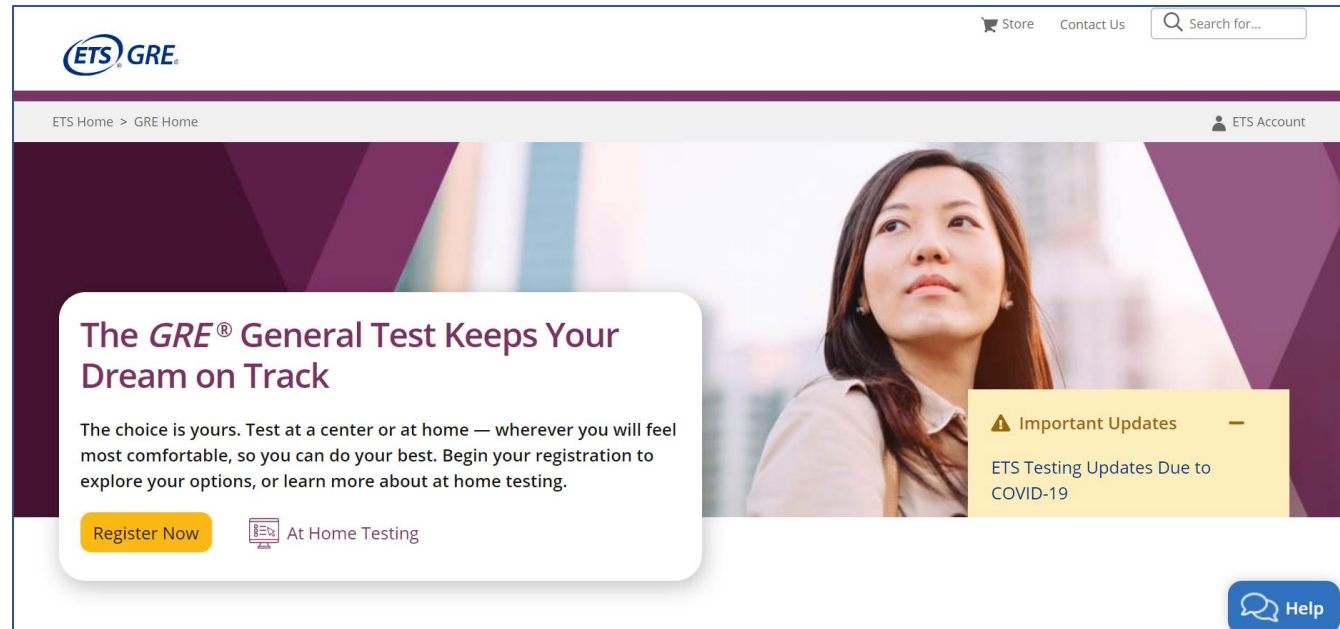 Store Contact Us Search for...
ETS® GRE®
ETS Home > GRE Home ETS Account
The GRE® General Test Keeps Your
Dream on Track
The choice is yours. Test at a center or at home — wherever you will feel
most comfortable, so you can do your best. Begin your registration to
explore your options, or learn more about at home testing.
Register Now At Home Testing
Important Updates
ETS Testing Updates Due to
COVID-19
Help